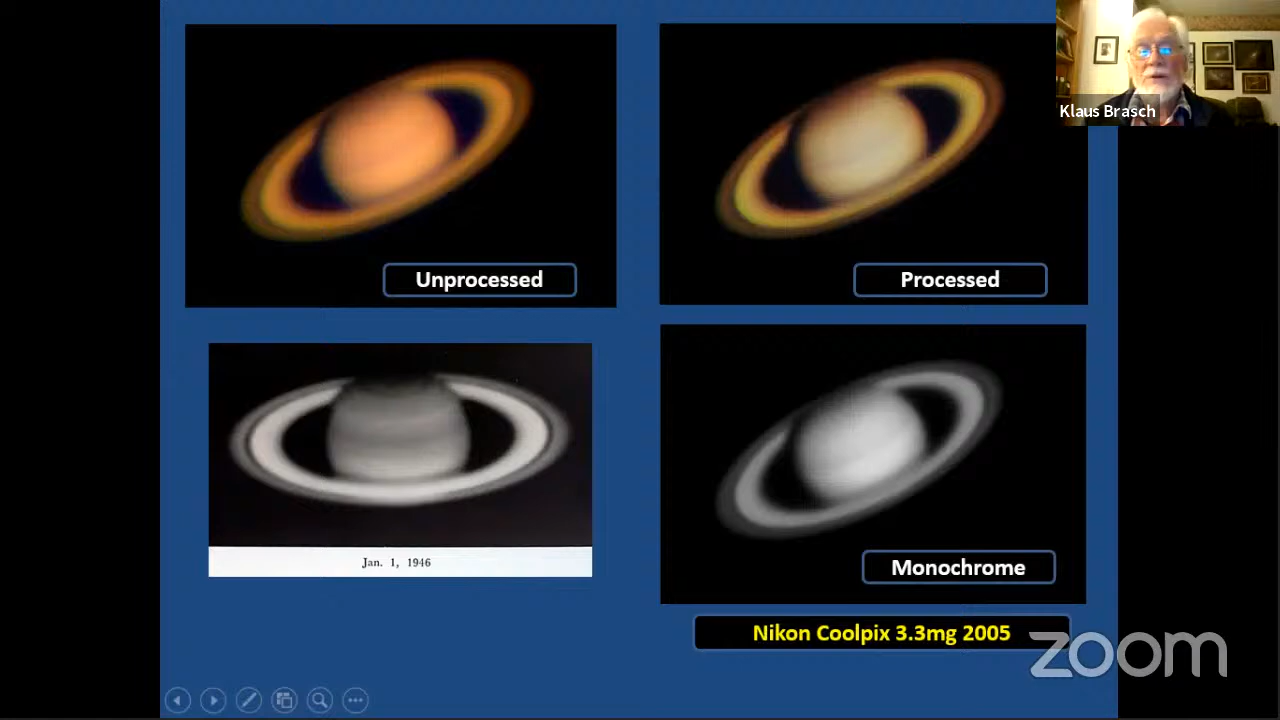 Klaus Brasch
Unprocessed
Processed
Jan. 1, 1946
Monochrome
Nikon Coolpix 3.3mg 2005
zoom